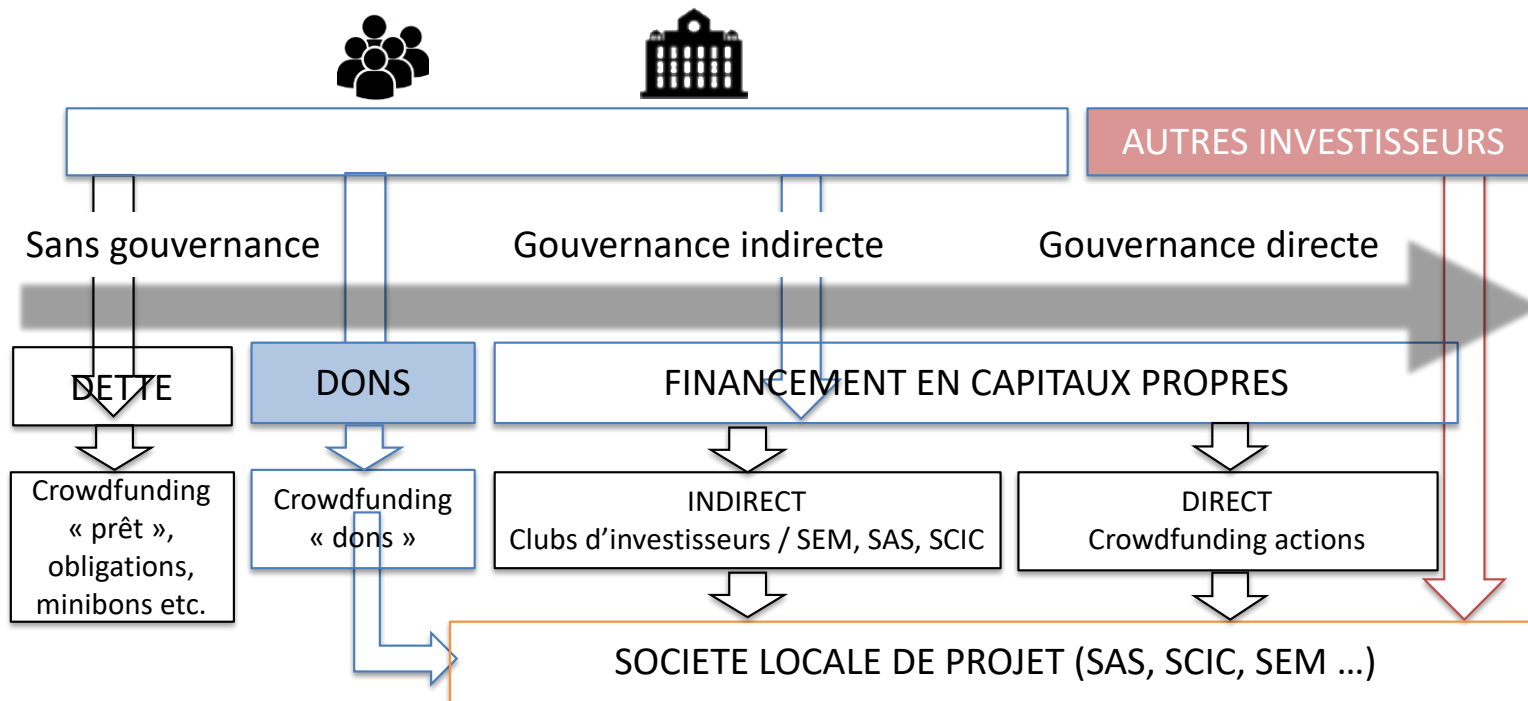 AUTRES INVESTISSEURS
Sans gouvernance
Gouvernance indirecte
Gouvernance directe
DETTE
DONS
FINANCEMENT EN CAPITAUX PROPRES
Crowdfunding
« prêt »,
obligations,
minibons etc.
Crowdfunding
« dons »
INDIRECT
Clubs d’investisseurs / SEM, SAS, SCIC
DIRECT
Crowdfunding actions
SOCIETE LOCALE DE PROJET (SAS, SCIC, SEM …)